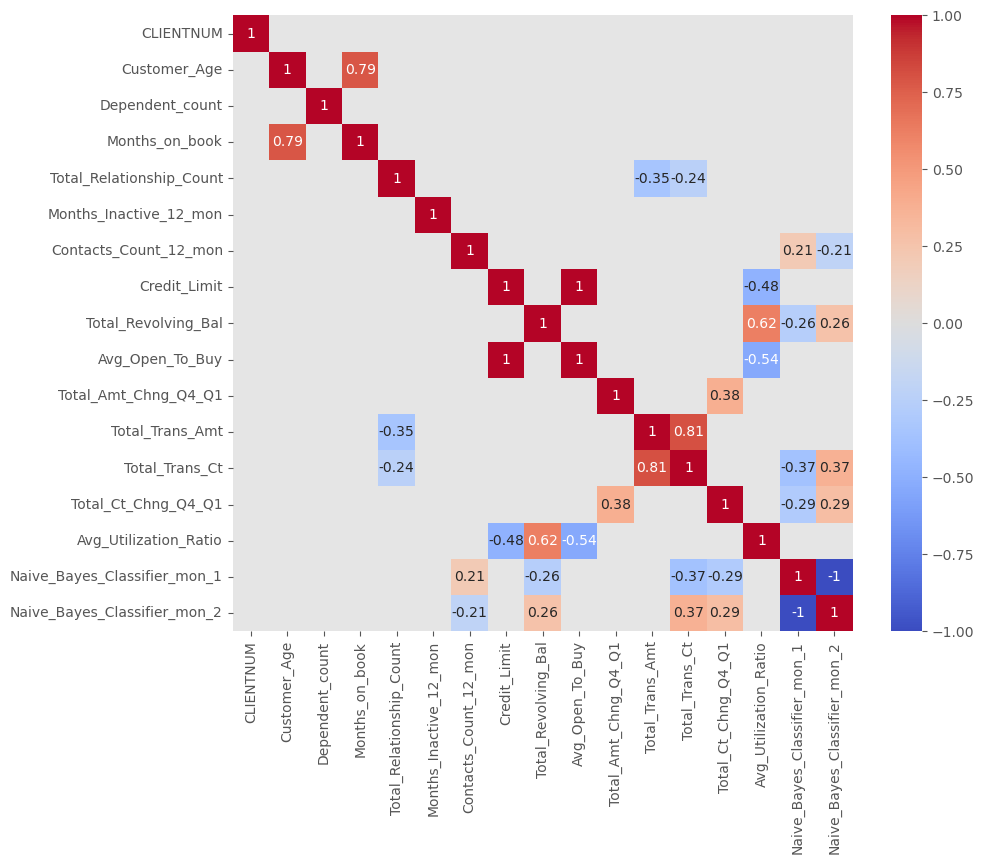 CLIENTNUM 1
Customer_Age 1 0.79
Dependent_count 1
Months_on_book 0.79 1
Total_Relationship_Count 1 -0.35 -0.24
Months_Inactive_12_mon 1
Contacts_Count_12_mon 1 0.21 -0.21
Credit_Limit 1 1 -0.48
Total_Revolving_Bal 1 0.62 -0.26 0.26
Avg_Open_To_Buy 1 1 -0.54
Total_Amt_Chng_Q4_Q1 1 0.38
Total_Trans_Amt -0.35 1 0.81
Total_Trans_Ct -0.24 0.81 1 -0.37 0.37
Total_Ct_Chng_Q4_Q1 0.38 1 -0.29 0.29
Avg_Utilization_Ratio -0.48 0.62 -0.54 1
Naive_Bayes_Classifier_mon_1 0.21 -0.26 -0.37 -0.29 1 -1
Naive_Bayes_Classifier_mon_2 -0.21 0.26 0.37 0.29 -1 1
CLIENTNUM
Customer_Age
Dependent_count
Months_on_book
Total_Relationship_Count
Months_Inactive_12_mon
Contacts_Count_12_mon
Credit_Limit
Total_Revolving_Bal
Avg_Open_To_Buy
Total_Amt_Chng_Q4_Q1
Total_Trans_Amt
Total_Trans_Ct
Total_Ct_Chng_Q4_Q1
Avg_Utilization_Ratio
Naive_Bayes_Classifier_mon_1
Naive_Bayes_Classifier_mon_2
1.00
0.75
0.50
0.25
0.00
−0.25
−0.50
−0.75
−1.00